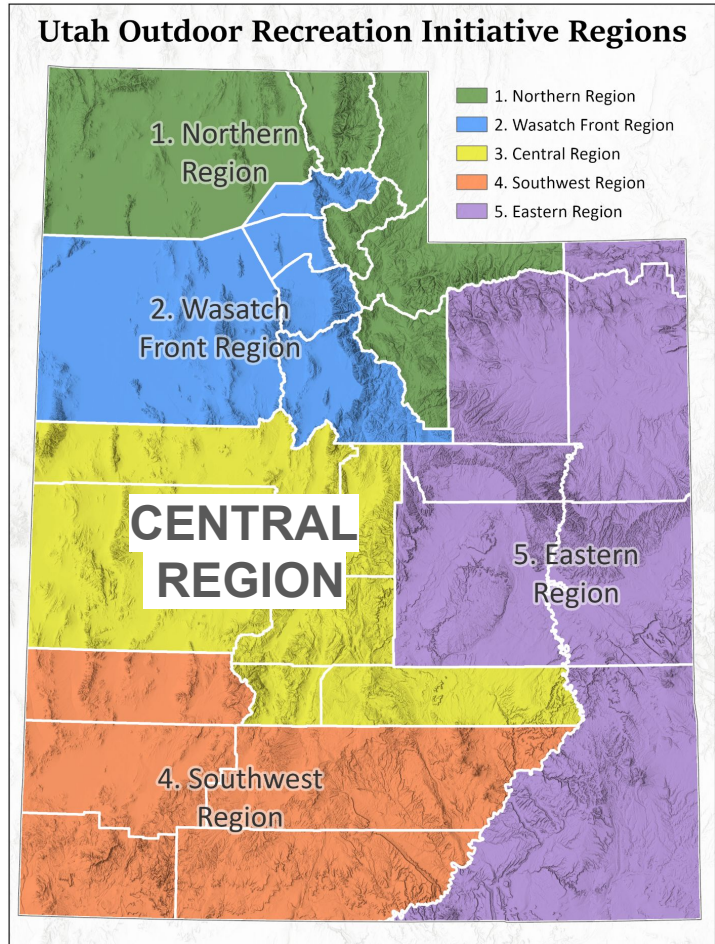 Utah Outdoor Recreation Initiative Regions
1. Northern Region
2. Wasatch Front Region
3. Central Region
4. Southwest Region
5. Eastern Region
1. Northern
Region
2. Wasatch
Front Region
CENTRAL
REGION
5. Eastern
Region
4. Southwest
Region